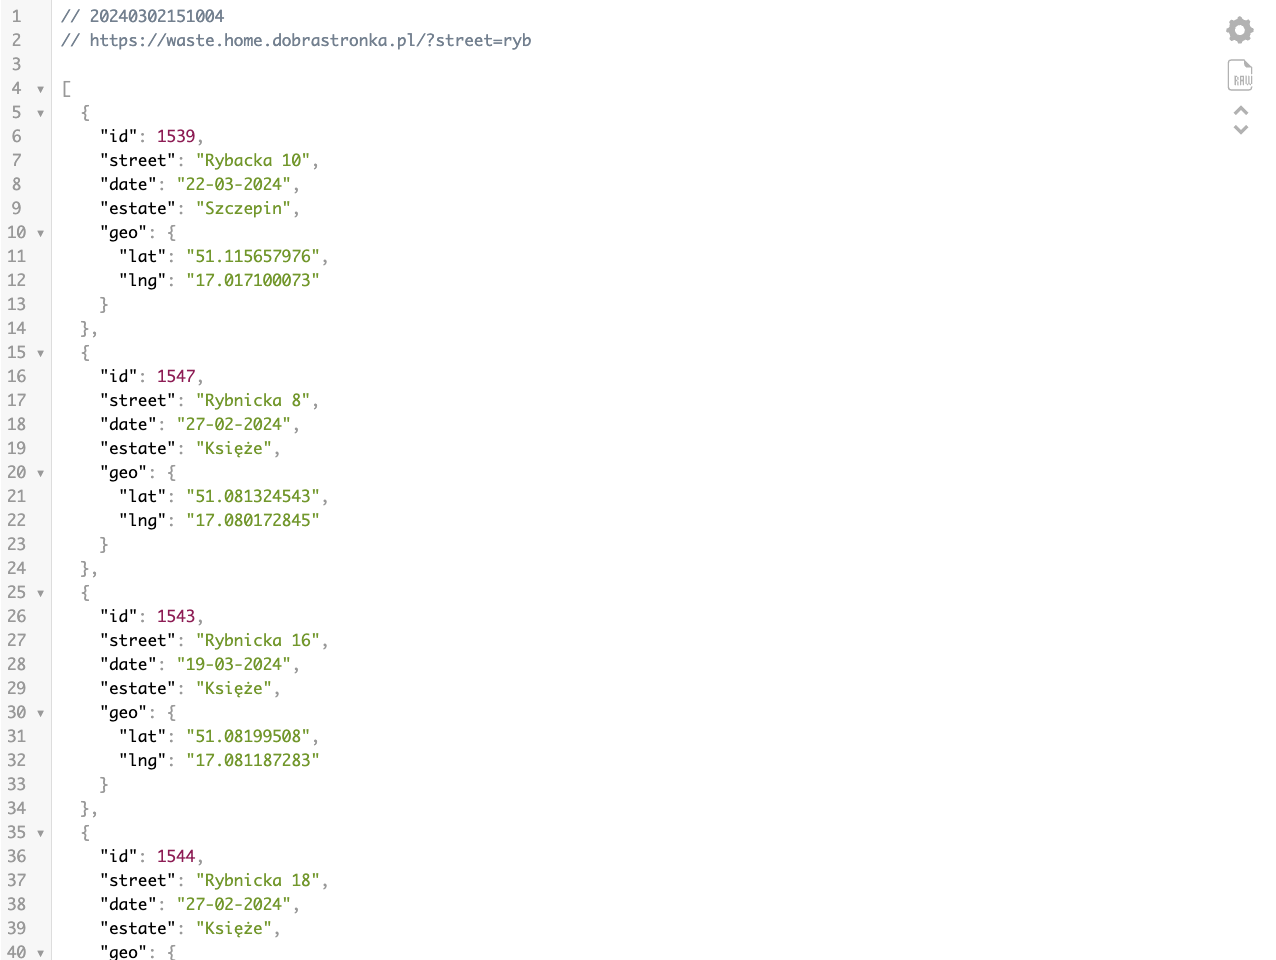 1 // 20240302151004
2 // https://waste.home.dobrastronka.pl/?street=ryb
3
4 ▼ [
5 ▼ {
6 "id": 1539,
7 "street": "Rybacka 10",
8 "date": "22-03-2024",
9 "estate": "Szczepin",
10 ▼ "geo": {
11 "lat": "51.115657976",
12 "lng": "17.017100073"
13 }
14 },
15 ▼ {
16 "id": 1547,
17 "street": "Rybnicka 8",
18 "date": "27-02-2024",
19 "estate": "Księże",
20 ▼ "geo": {
21 "lat": "51.081324543",
22 "lng": "17.080172845"
23 }
24 },
25 ▼ {
26 "id": 1543,
27 "street": "Rybnicka 16",
28 "date": "19-03-2024",
29 "estate": "Księże",
30 ▼ "geo": {
31 "lat": "51.08199508",
32 "lng": "17.081187283"
33 }
34 },
35 ▼ {
36 "id": 1544,
37 "street": "Rybnicka 18",
38 "date": "27-02-2024",
39 "estate": "Księże",
40 ▼ "geo": {
RAW